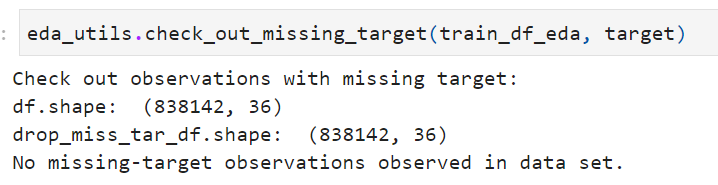 : eda_utils.check_out_missing_target(train_df_eda, target)
Check out observations with missing target:
df.shape:  (838142, 36)
drop_miss_tar_df.shape:  (838142, 36)
No missing-target observations observed in data set.